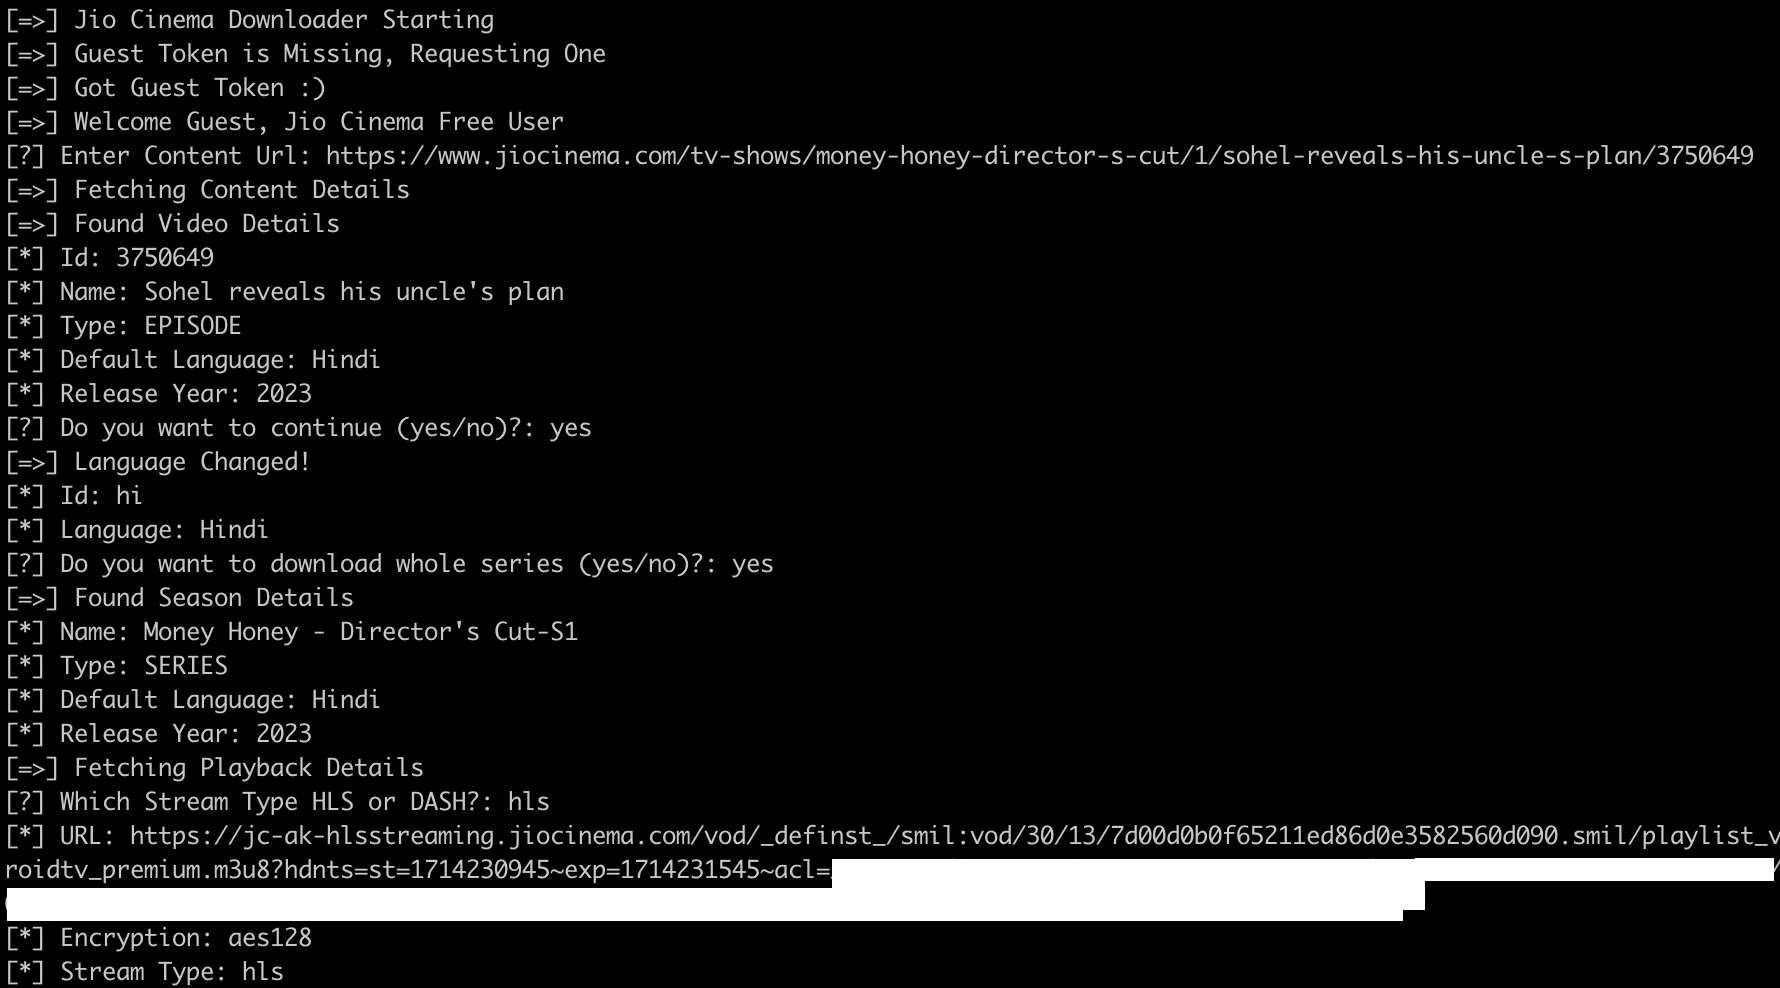 [=>] Jio Cinema Downloader Starting
[=>] Guest Token is Missing, Requesting One
[=>] Got Guest Token :)
[=>] Welcome Guest, Jio Cinema Free User
[?] Enter Content Url: https://www.jiocinema.com/tv-shows/money-honey-director-s-cut/1/sohel-reveals-his-uncle-s-plan/3750649
[=>] Fetching Content Details
[=>] Found Video Details
[*] Id: 3750649
[*] Name: Sohel reveals his uncle's plan
[*] Type: EPISODE
[*] Default Language: Hindi
[*] Release Year: 2023
[?] Do you want to continue (yes/no)?: yes
[=>] Language Changed!
[*] Id: hi
[*] Language: Hindi
[?] Do you want to download whole series (yes/no)?: yes
[=>] Found Season Details
[*] Name: Money Honey - Director's Cut-S1
[*] Type: SERIES
[*] Default Language: Hindi
[*] Release Year: 2023
[=>] Fetching Playback Details
[?] Which Stream Type HLS or DASH?: hls
[*] URL: https://jc-ak-hlsstreaming.jiocinema.com/vod/_definst_/smil:vod/30/13/7d00d0b0f65211ed86d0e3582560d090.smil/playlist_v
roidtv_premium.m3u8?hdnts=st=1714230945~exp=1714231545~acl=
[*] Encryption: aes128
[*] Stream Type: hls